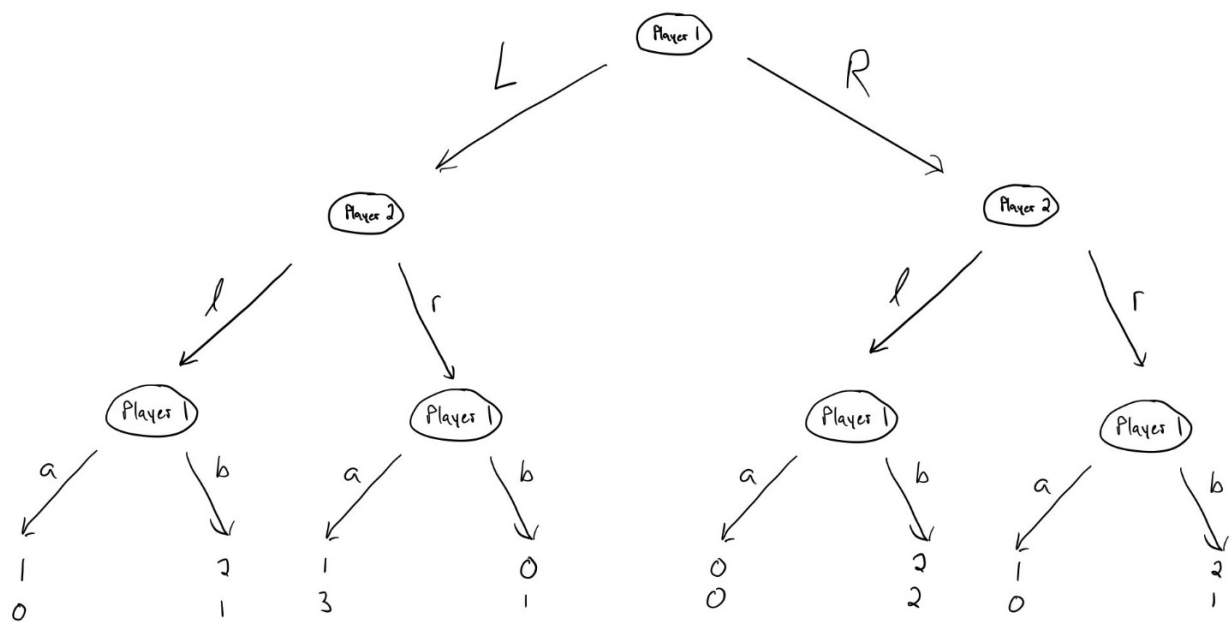 Player 1
L R
Player 2 Player 2
l r l r
Player 1 Player 1 Player 1 Player 1
a b a b a b a b
1 2 1 0 0 2 1 2
0 1 3 1 0 2 0 1